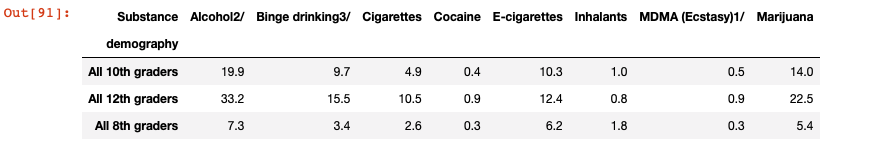 Out[91]:
Substance Alcohol2/ Binge drinking3/ Cigarettes Cocaine E-cigarettes Inhalants MDMA (Ecstasy)1/ Marijuana
demography
All 10th graders 19.9 9.7 4.9 0.4 10.3 1.0 0.5 14.0
All 12th graders 33.2 15.5 10.5 0.9 12.4 0.8 0.9 22.5
All 8th graders 7.3 3.4 2.6 0.3 6.2 1.8 0.3 5.4